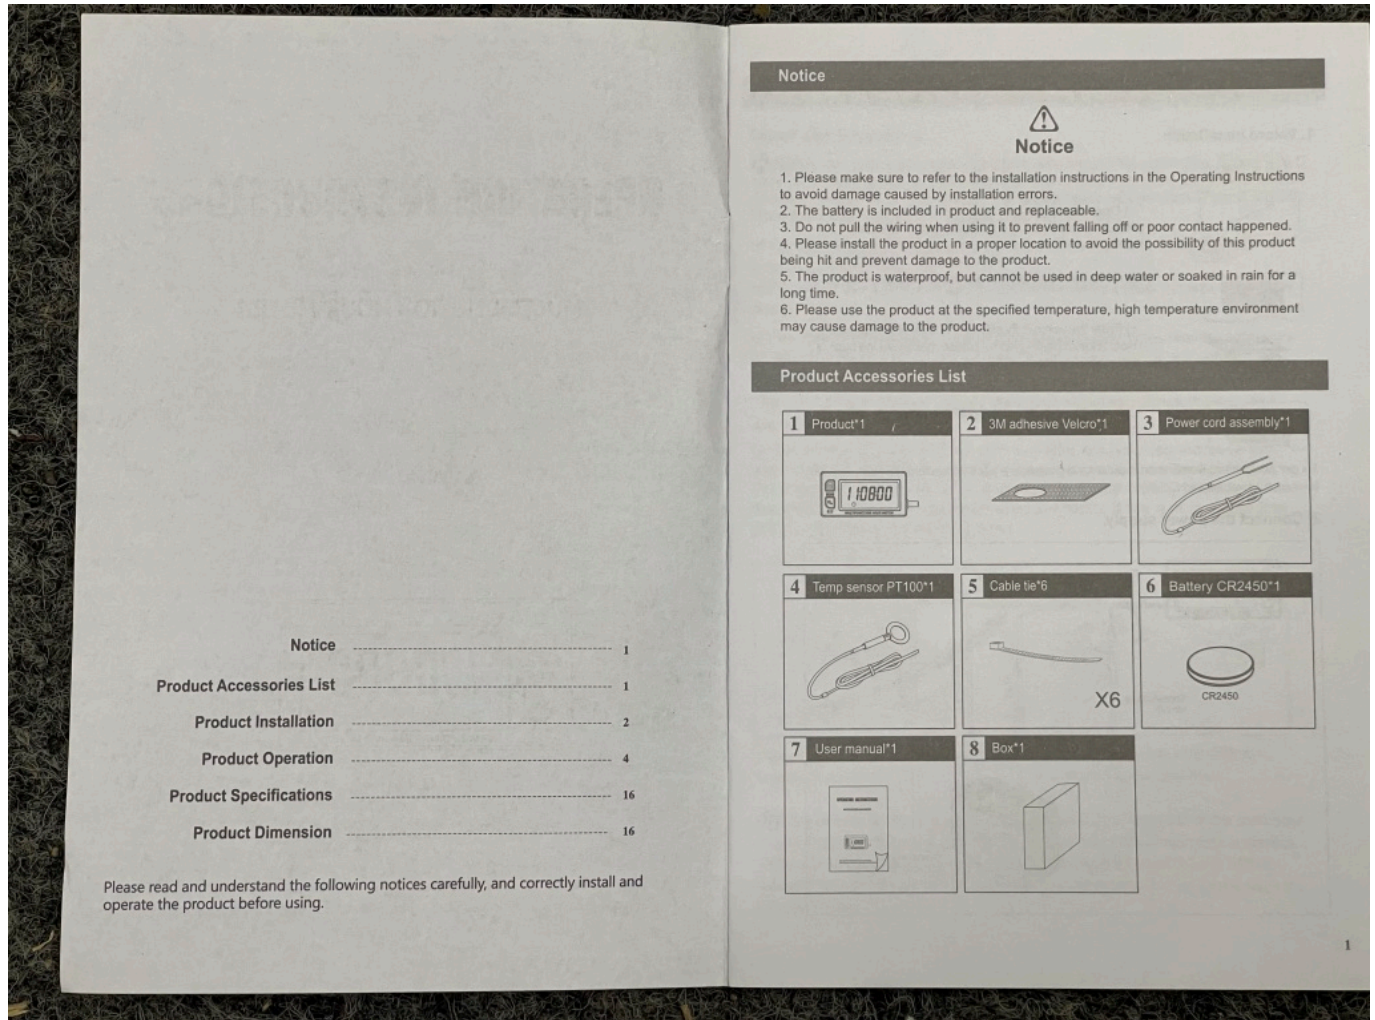 Notice 1
Product Accessories List 1
Product Installation 2
Product Operation 4
Product Specifications 16
Product Dimension 16
Please read and understand the following notices carefully, and correctly install and
operate the product before using.
Notice
Notice
1. Please make sure to refer to the installation instructions in the Operating Instructions
to avoid damage caused by installation errors.
2. The battery is included in product and replaceable.
3. Do not pull the wiring when using it to prevent falling off or poor contact happened.
4. Please install the product in a proper location to avoid the possibility of this product
being hit and prevent damage to the product.
5. The product is waterproof, but cannot be used in deep water or soaked in rain for a
long time.
6. Please use the product at the specified temperature, high temperature environment
may cause damage to the product.
Product Accessories List
1 Product*1
110800
2 3M adhesive Velcro*1
3 Power cord assembly*1
4 Temp sensor PT100*1
5 Cable tie*6
X6
6 Battery CR2450*1
CR2450
7 User manual*1
8 Box*1
1